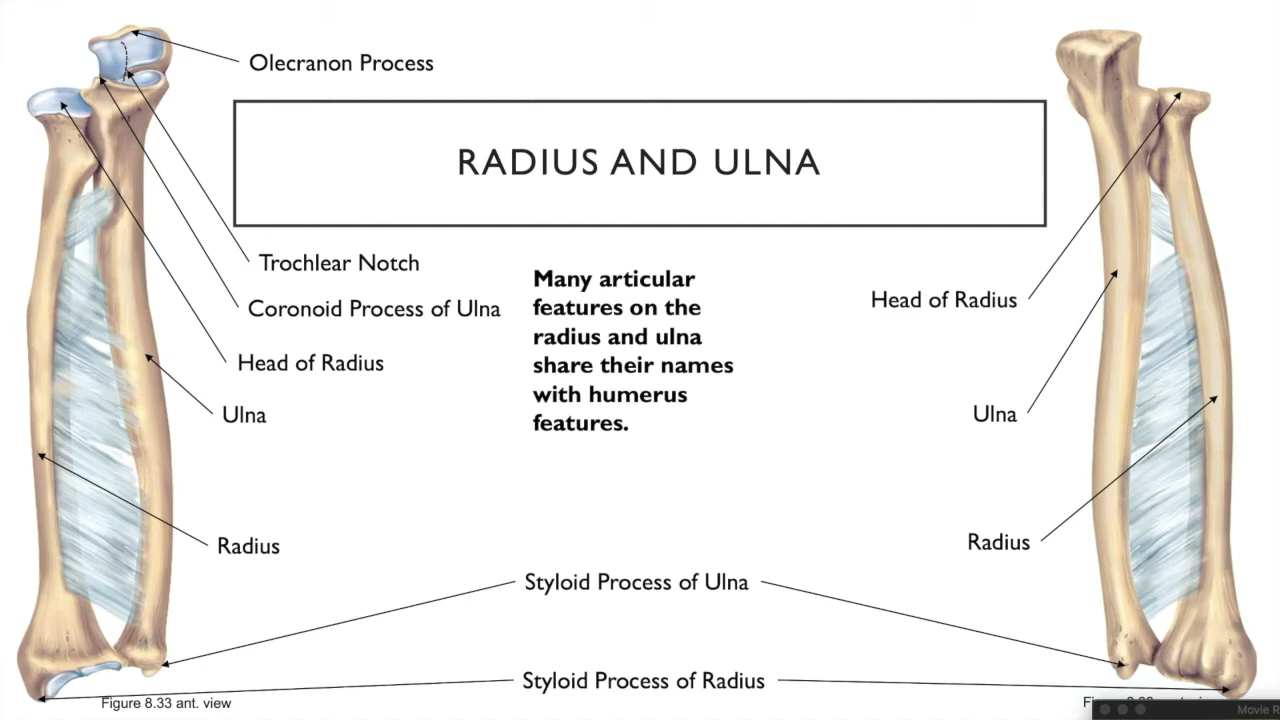 Olecranon Process
RADIUS AND ULNA
Trochlear Notch
Coronoid Process of Ulna
Head of Radius
Ulna
Radius
Many articular
features on the
radius and ulna
share their names
with humerus
features.
Head of Radius
Ulna
Radius
Styloid Process of Ulna
Styloid Process of Radius
Figure 8.33 ant. view
Movie R